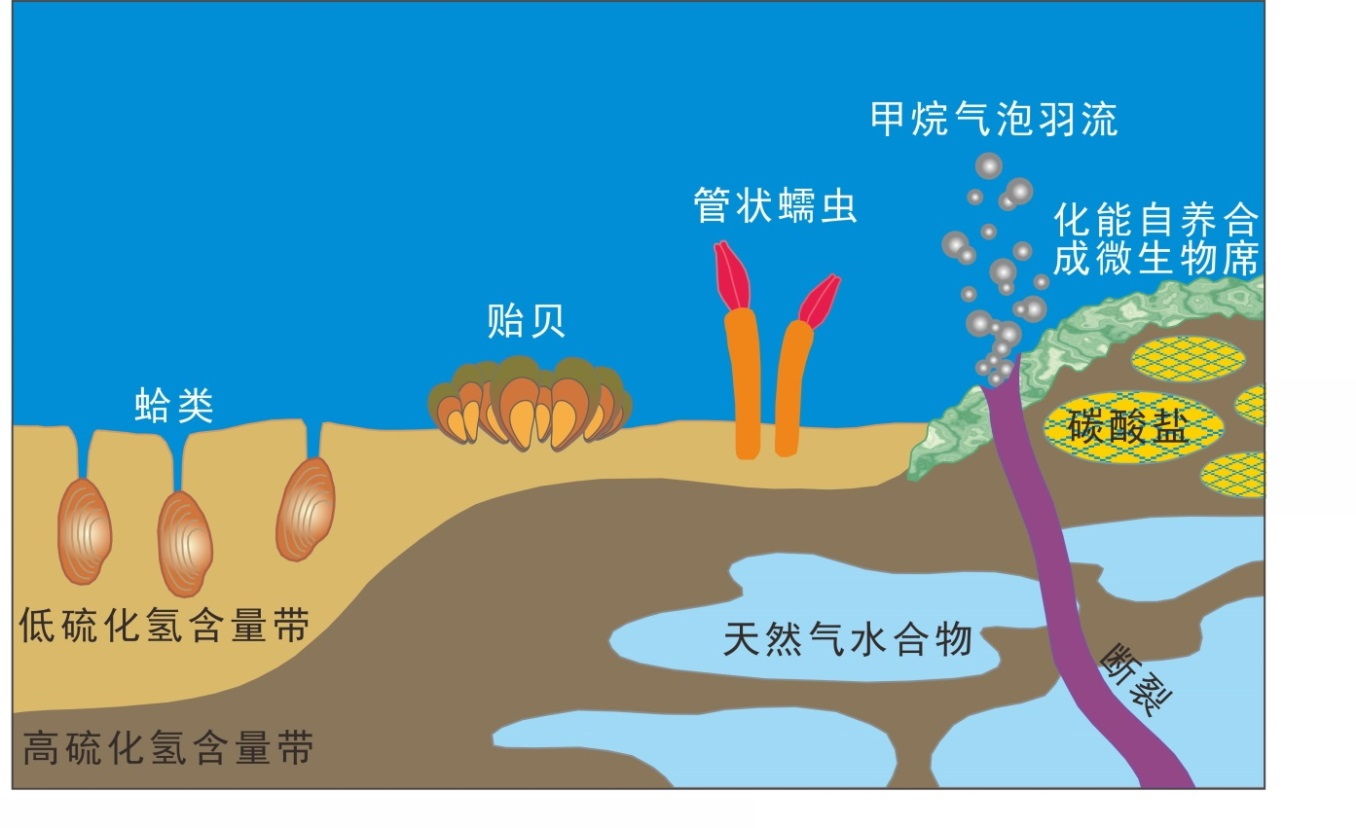 甲烷气泡羽流
管状蠕虫
化能自养合
成微生物席
贻贝
蛤类
碳酸盐
低硫化氢含量带
天然气水合物
断裂
高硫化氢含量带